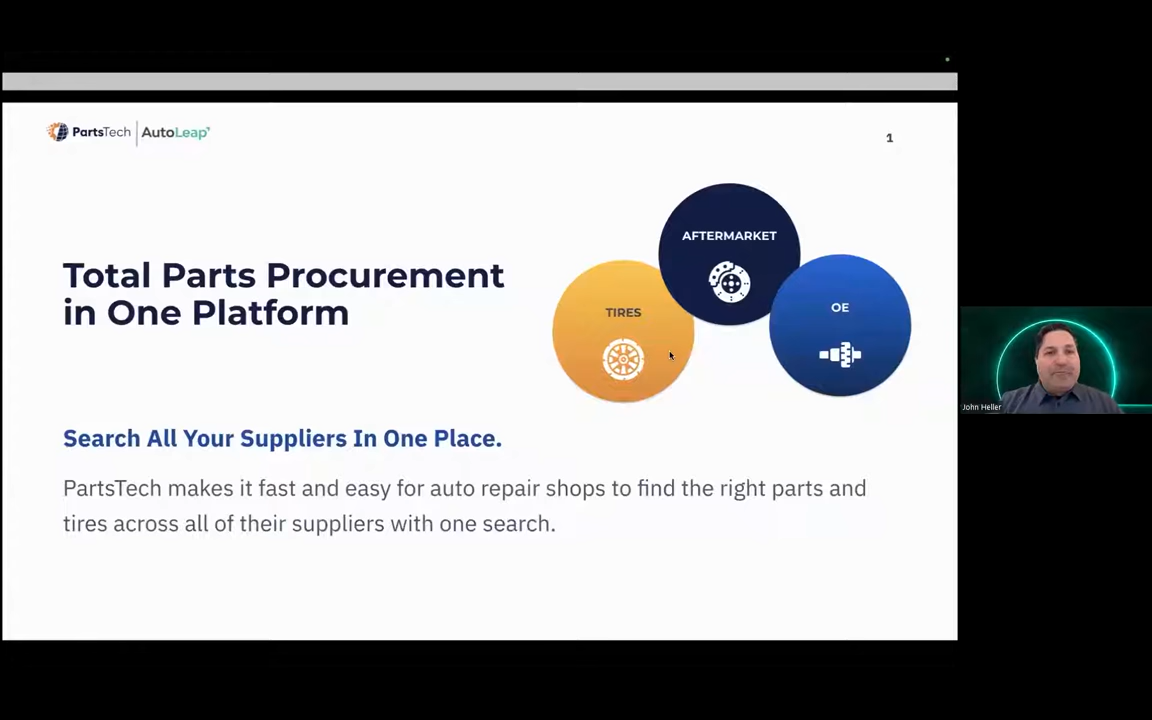 PartsTech | AutoLeap
1
AFTERMARKET
TIRES
OE
Total Parts Procurement
in One Platform
Search All Your Suppliers In One Place.
PartsTech makes it fast and easy for auto repair shops to find the right parts and
tires across all of their suppliers with one search.
John Heller